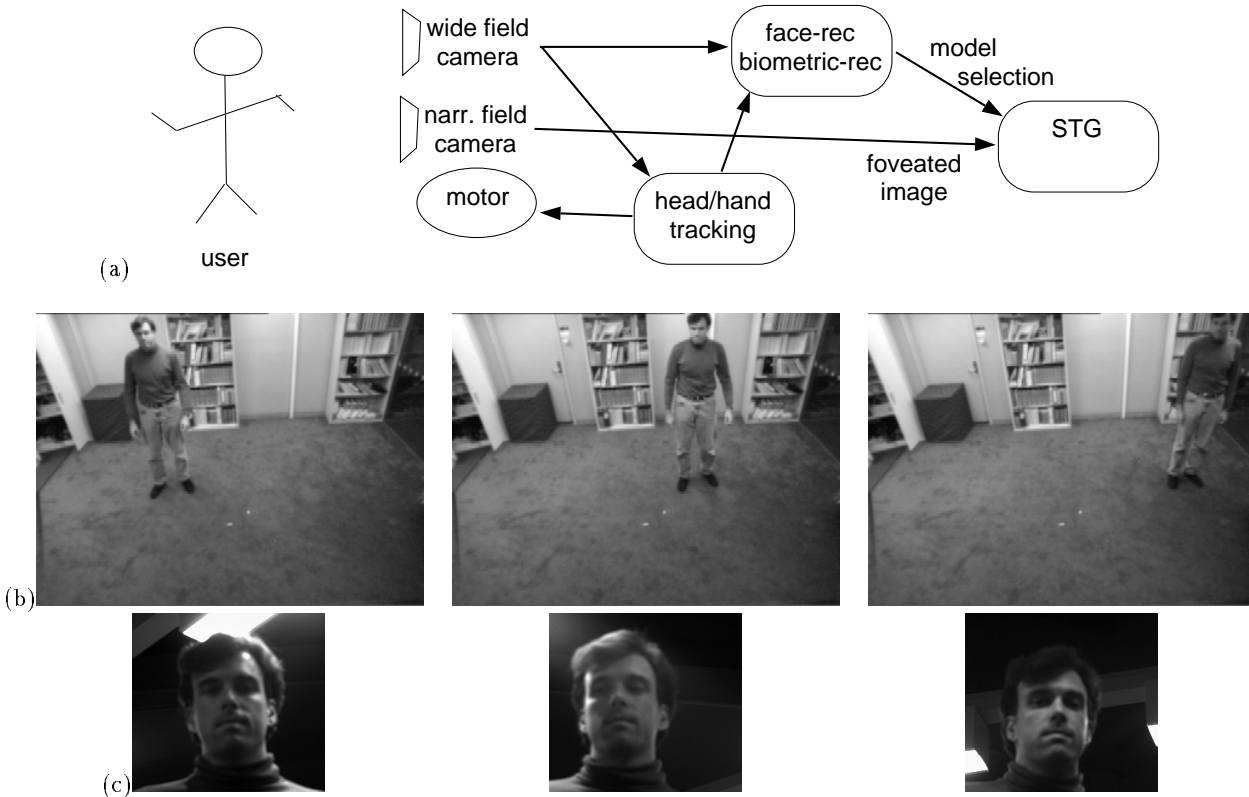 wide field
camera
narr. field
camera
motor
head/hand
tracking
face-rec
biometric-rec
model
selection
STG
foveated
image
user
(a)
(b)
(c)